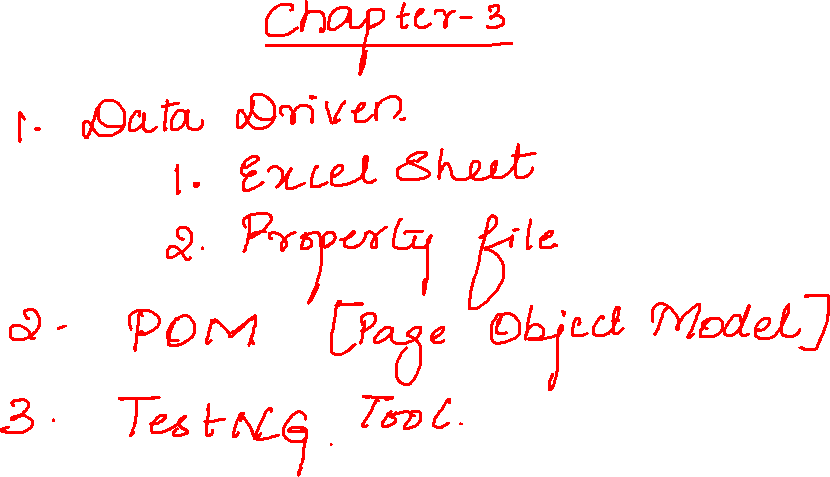 Chapter-3
1. Data Driven
1. Excel Sheet
2. Property file
2- POM [Page Object Model]
3. TestNG Tool.